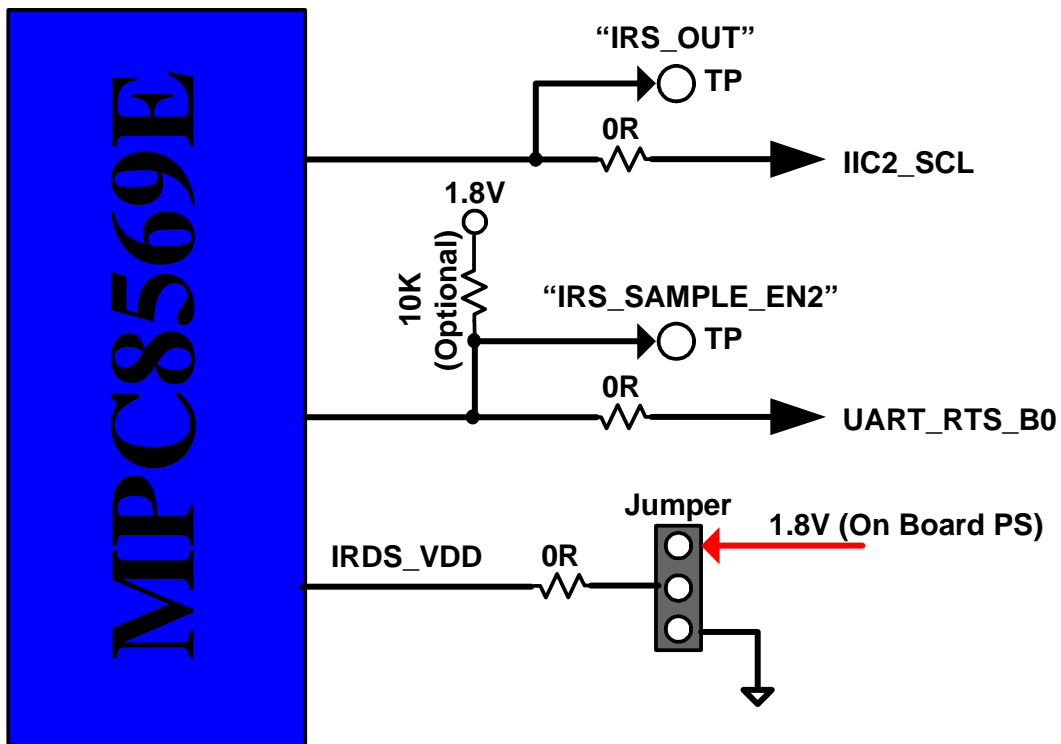 MPC8569E
“IRS_OUT”
TP
0R
IIC2_SCL
1.8V
10K
(Optional)
“IRS_SAMPLE_EN2”
TP
0R
UART_RTS_B0
Jumper
1.8V (On Board PS)
IRDS_VDD
0R